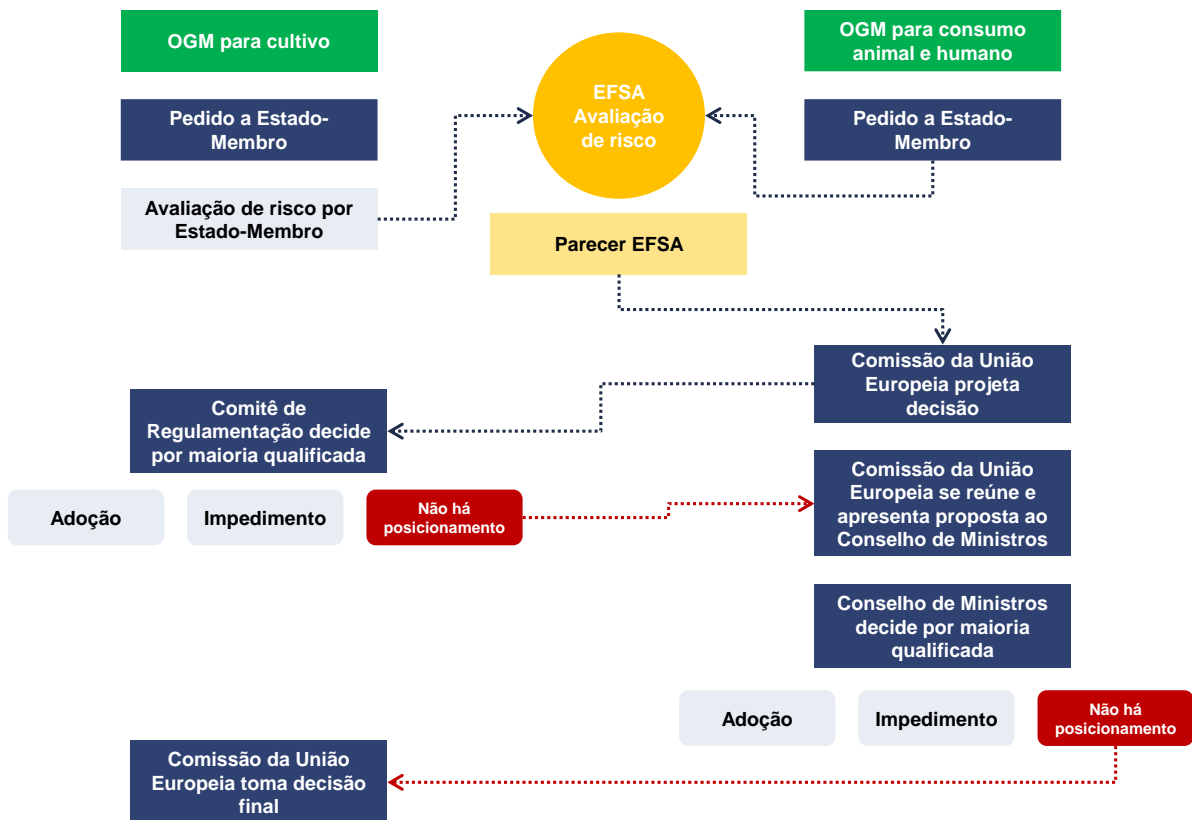 OGM para cultivo
OGM para consumo
animal e humano
EFSA
Avaliação
de risco
Pedido a Estado-
Membro
Pedido a Estado-
Membro
Avaliação de risco por
Estado-Membro
Parecer EFSA
Comissão da União
Europeia projeta
decisão
Comitê de
Regulamentação decide
por maioria qualificada
Comissão da União
Europeia se reúne e
apresenta proposta ao
Conselho de Ministros
Adoção
Impedimento
Não há
posicionamento
Conselho de Ministros
decide por maioria
qualificada
Adoção
Impedimento
Não há
posicionamento
Comissão da União
Europeia toma decisão
final